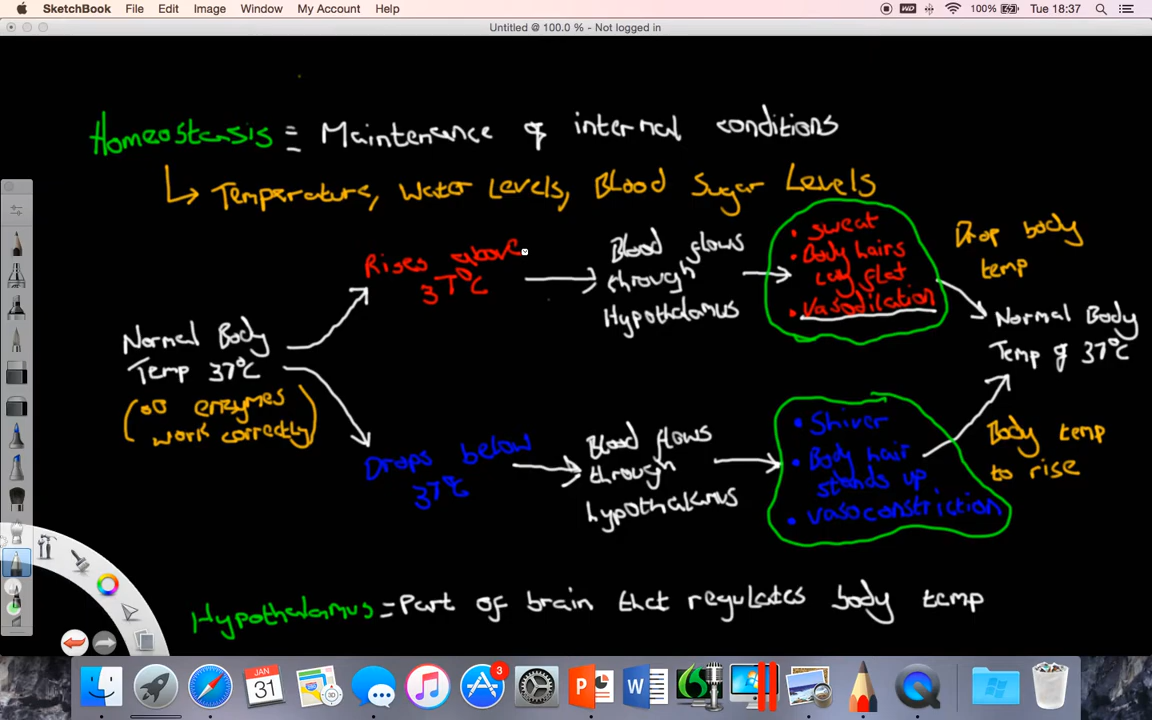 SketchBook File Edit Image Window My Account Help 100% Tue 18:37
Untitled @ 100.0 % - Not logged in
Homeostasis = Maintenance of internal conditions
Temperature, Water Levels, Blood Sugar Levels
Rises above
37°C
Blood flows
through
Hypothalamus
• Sweat
• Body hairs
lay flat
• Vasodilation
Drop body
temp
Normal Body
Temp 37°C
(so enzymes
work correctly)
Normal Body
Temp of 37°C
Drops below
37°C
Blood flows
through
hypothalamus
• Shiver
• Body hair
stands up
• vasoconstriction
Body temp
to rise
Hypothalamus = Part of brain that regulates body temp
JAN
31
3
P
W